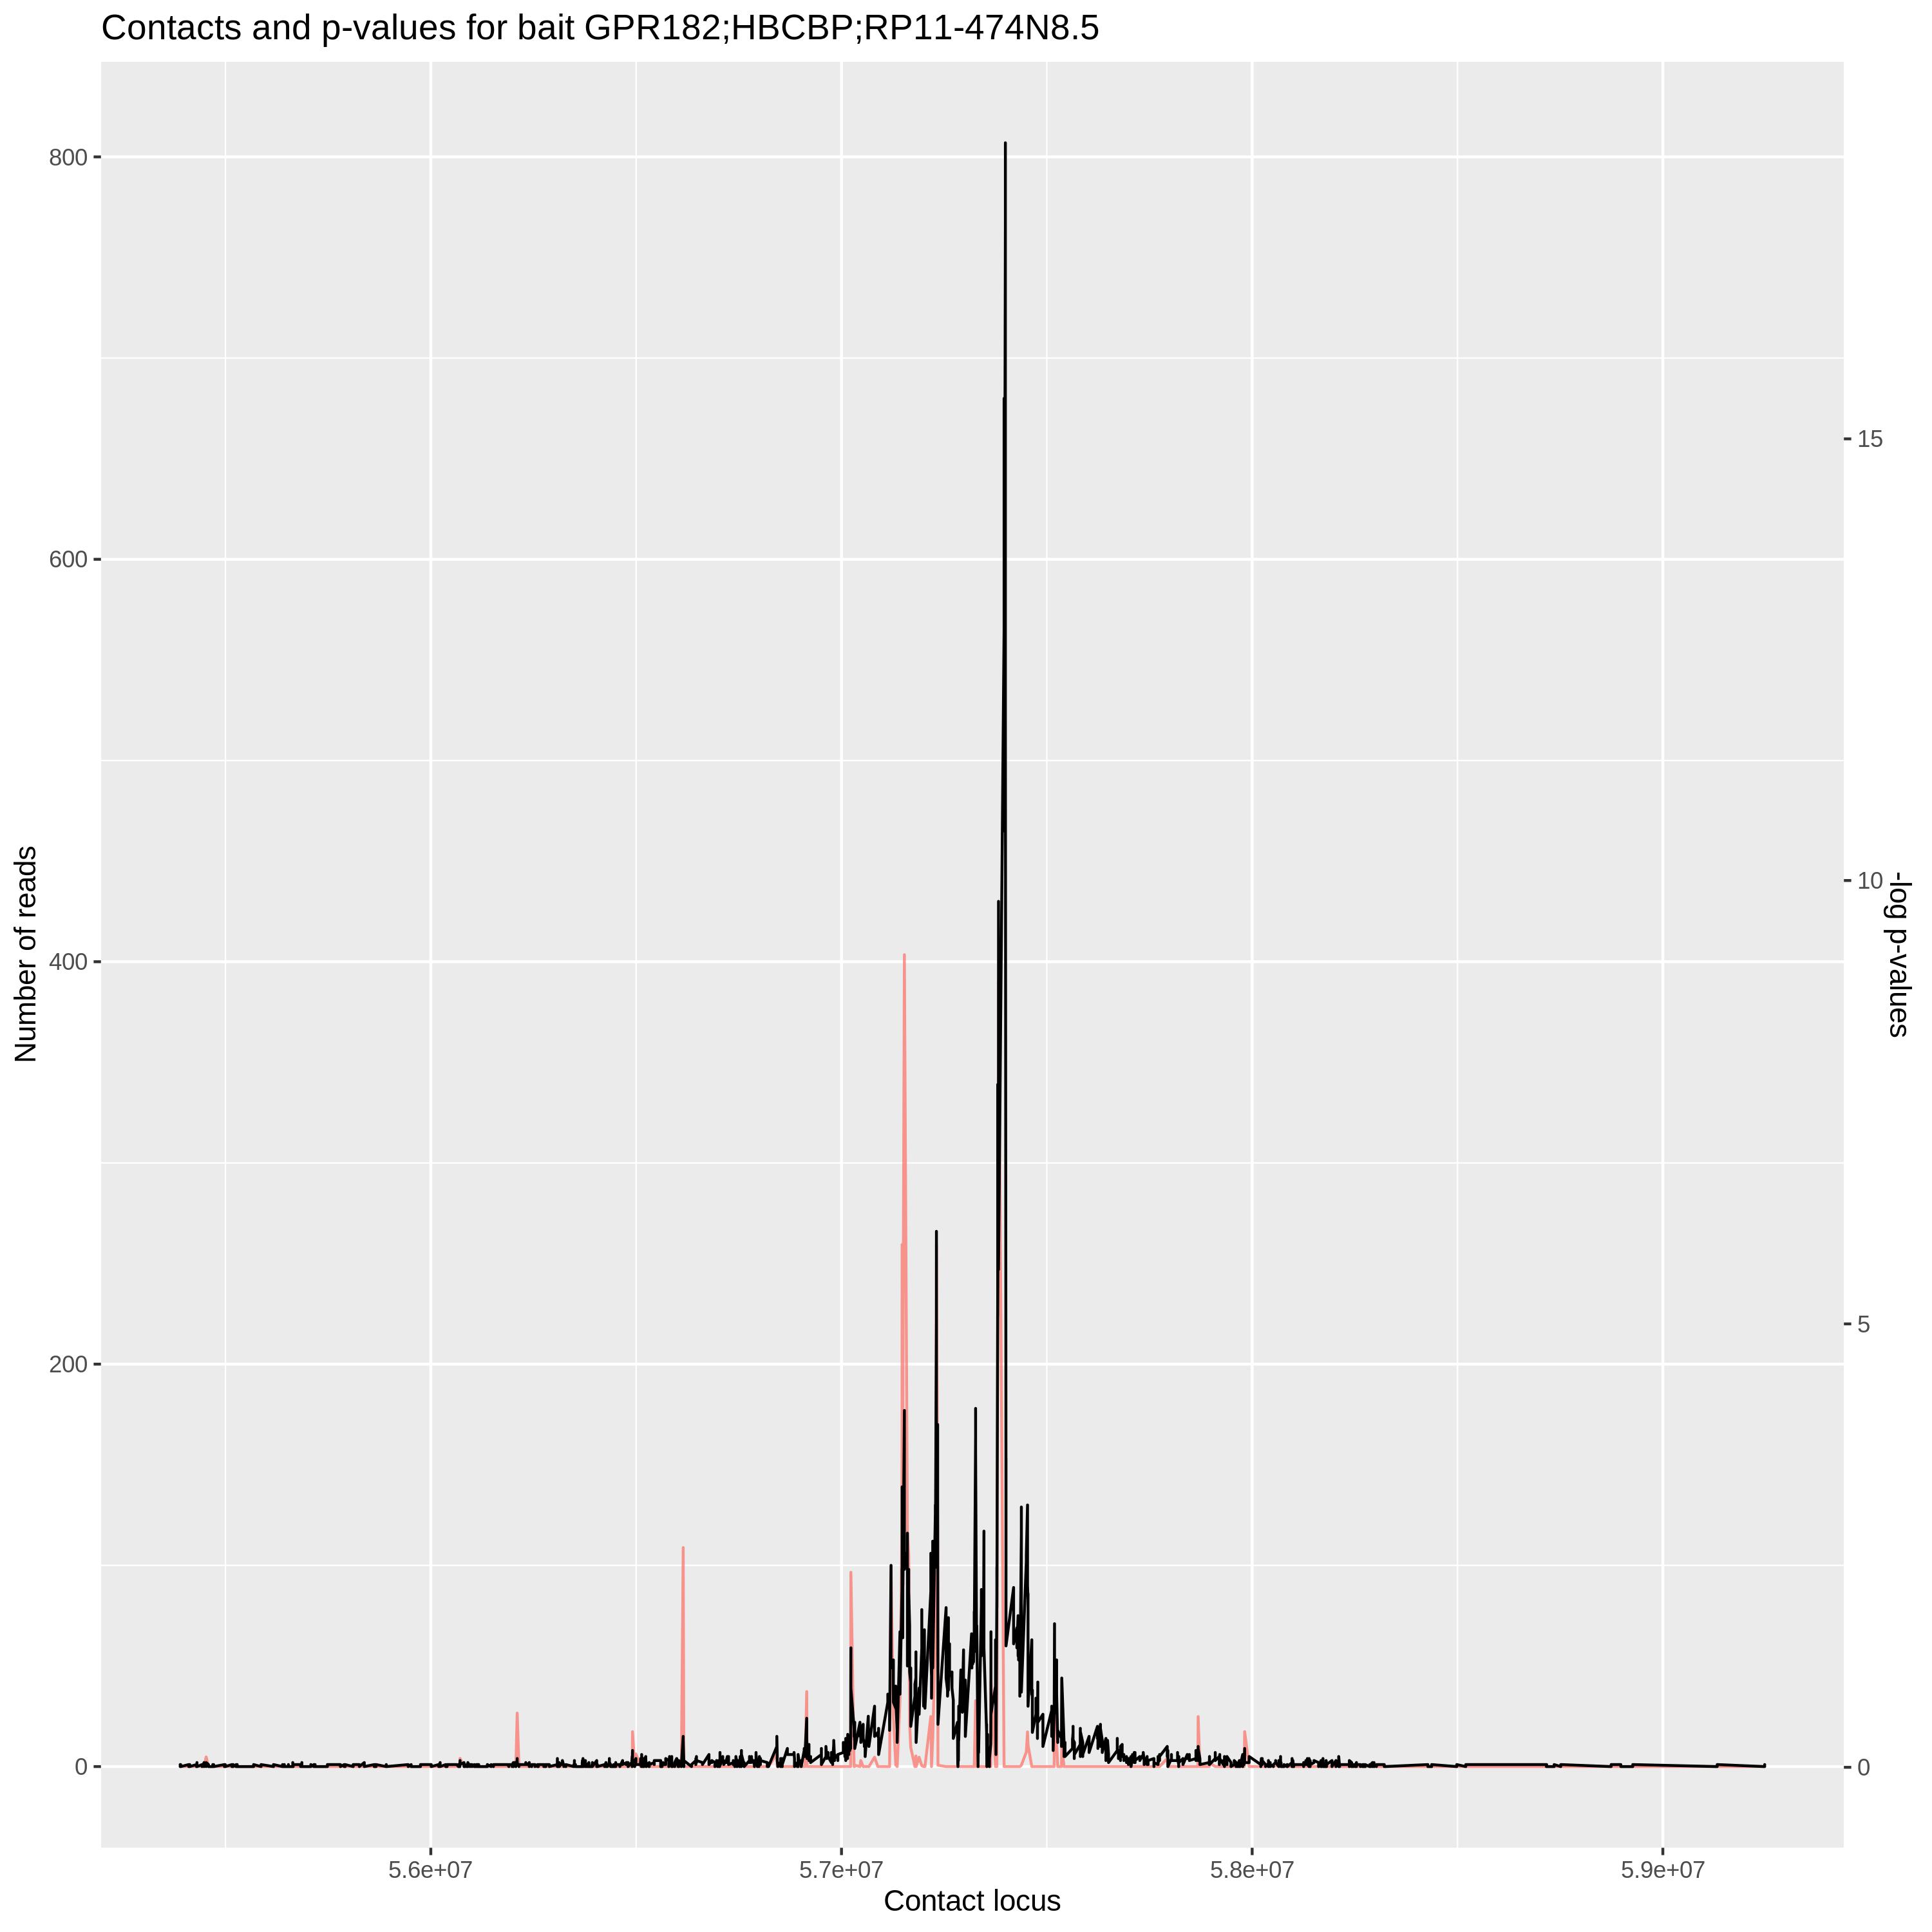 Contacts and p-values for bait GPR182;HBCBP;RP11-474N8.5
800
600
400
200
0
Number of reads
15
10
5
0
-log p-values
5.6e+07
5.7e+07
5.8e+07
5.9e+07
Contact locus